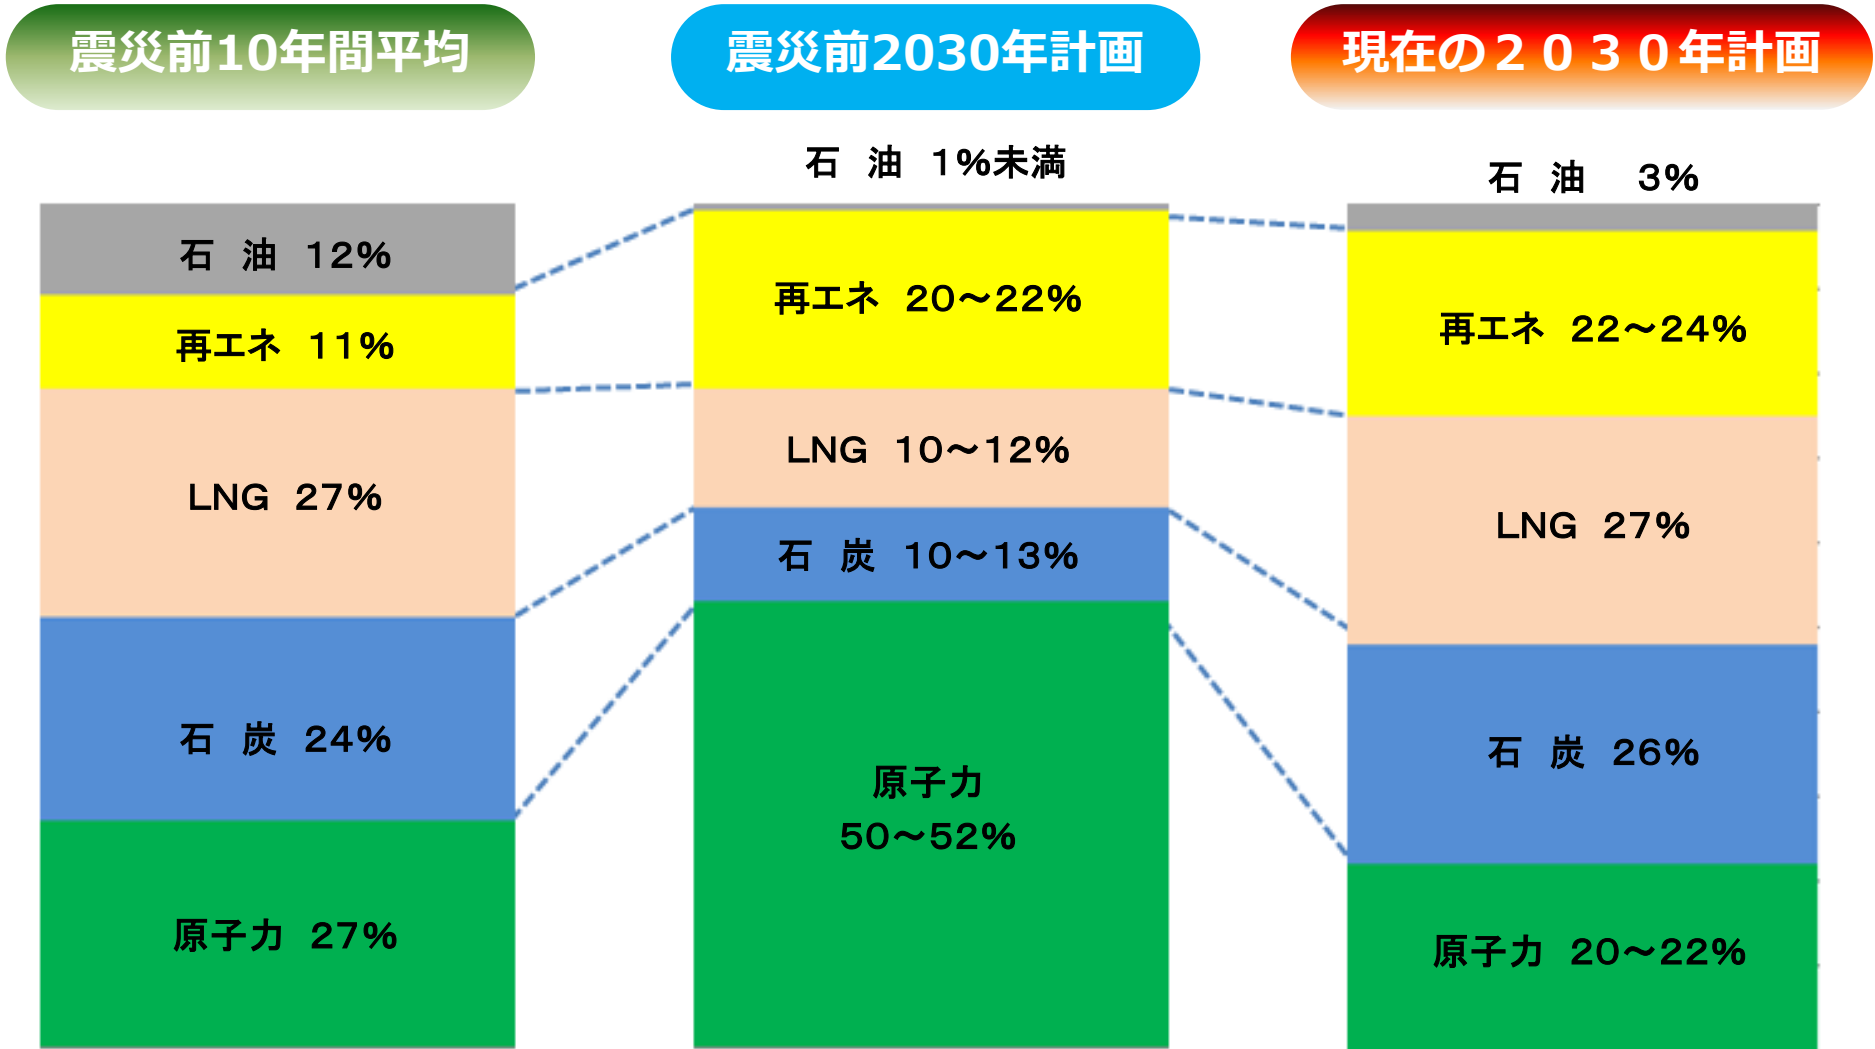 震災前10年間平均
震災前2030年計画
現在の２０３０年計画
石　油　12%
再エネ　11%
LNG　27%
石　炭　24%
原子力　27%
石　油　1%未満
再エネ　20～22%
LNG　10～12%
石　炭　10～13%
原子力
50～52%
石　油　3%
再エネ　22～24%
LNG　27%
石　炭　26%
原子力　20～22%